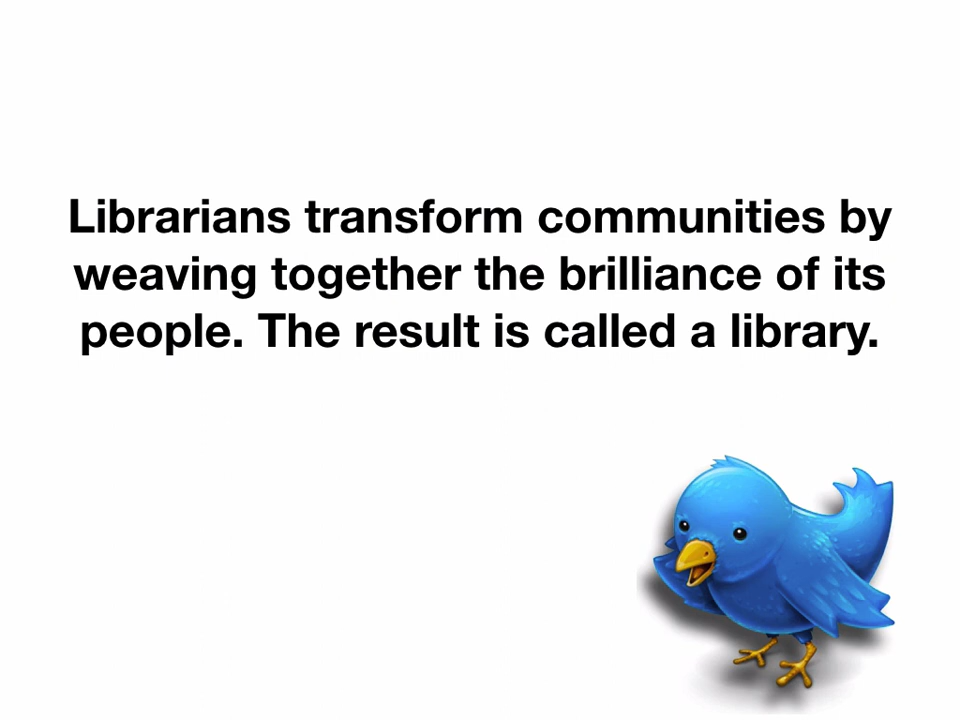 Librarians transform communities by
weaving together the brilliance of its
people. The result is called a library.